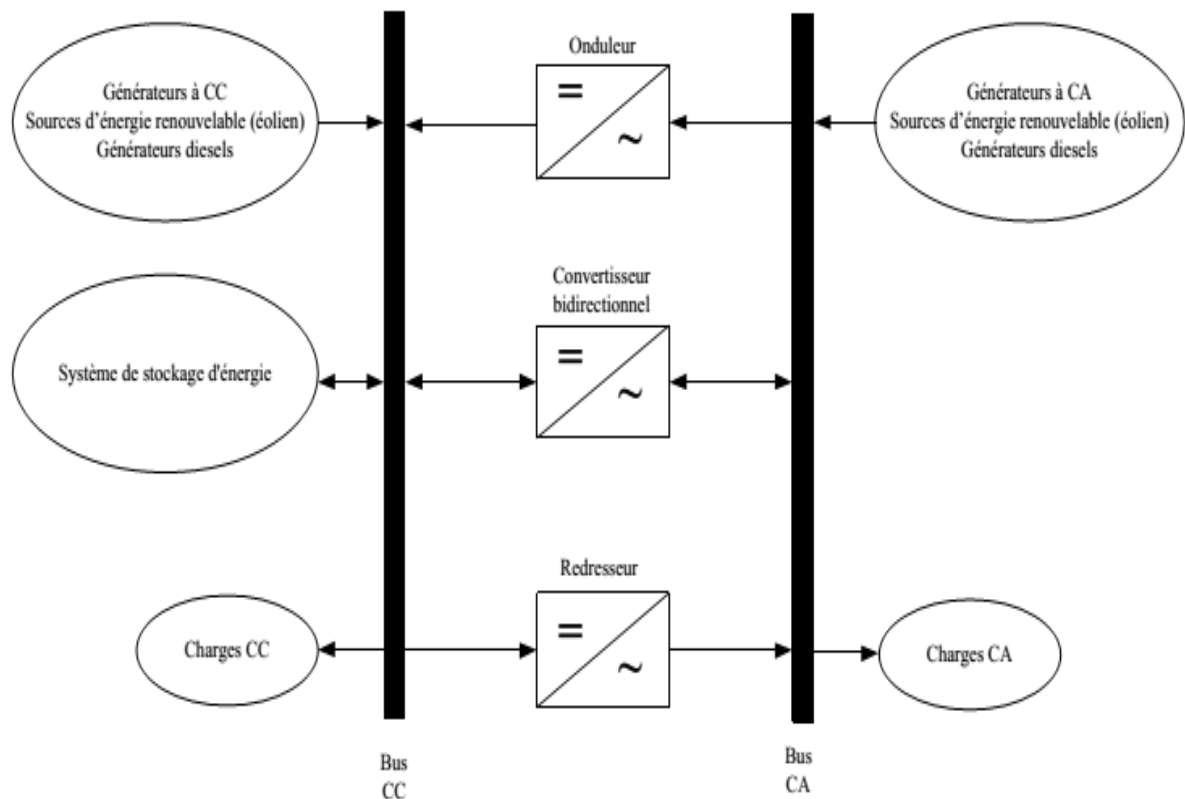 Onduleur
Générateurs à CC
Sources d'énergie renouvelable (éolien)
Générateurs diesels
=
~
Générateurs à CA
Sources d'énergie renouvelable (éolien)
Générateurs diesels
Convertisseur
bidirectionnel
Système de stockage d'énergie
=
~
Redresseur
Charges CC
=
~
Charges CA
Bus
CC
Bus
CA